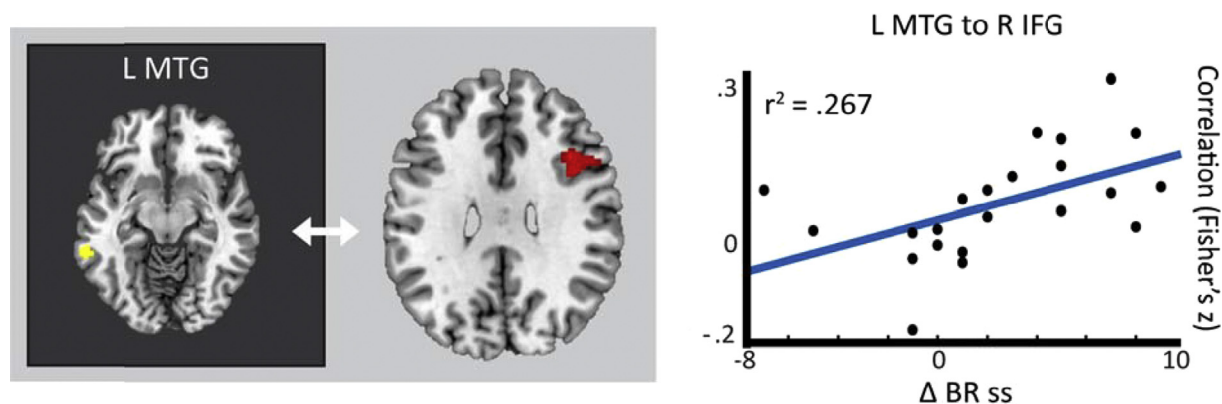 L MTG
L MTG to R IFG
r² = .267
.3
0
-.2
-8
0
10
Δ BR ss
Correlation (Fisher's z)